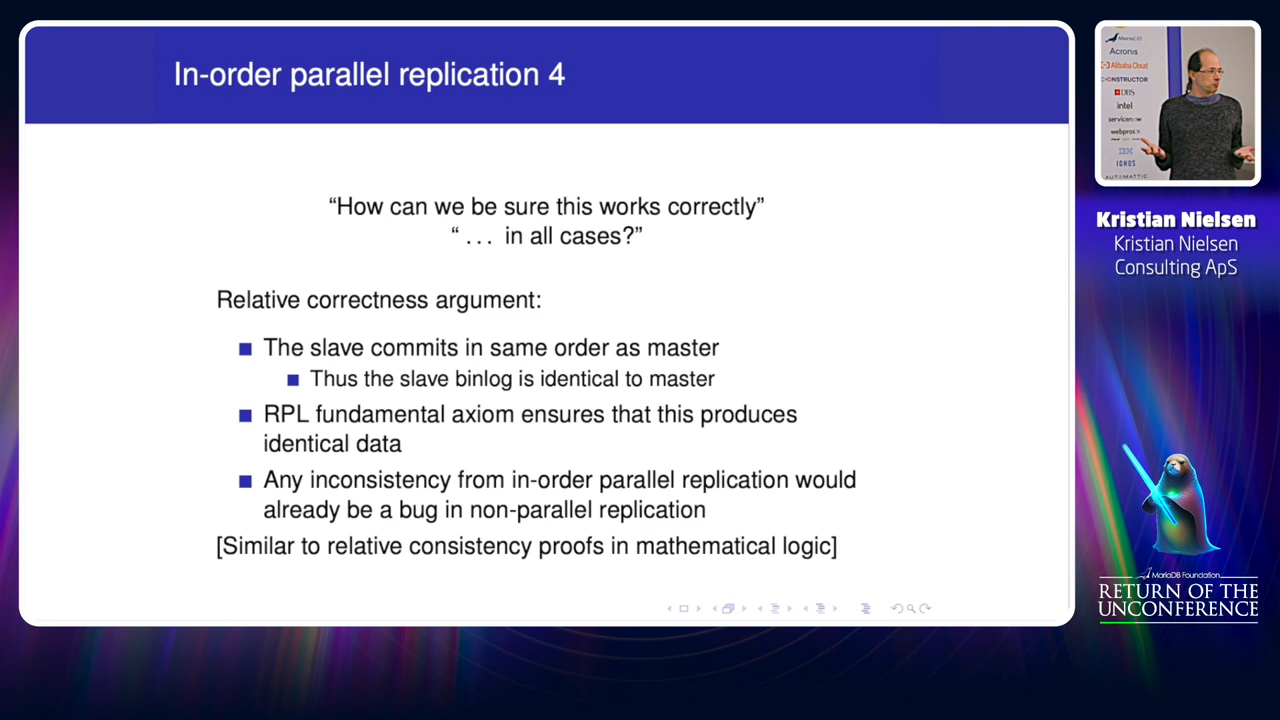 In-order parallel replication 4
“How can we be sure this works correctly”
“ . . . in all cases?”
Relative correctness argument:
The slave commits in same order as master
Thus the slave binlog is identical to master
RPL fundamental axiom ensures that this produces
identical data
Any inconsistency from in-order parallel replication would
already be a bug in non-parallel replication
[Similar to relative consistency proofs in mathematical logic]
MariaDB
Acronis
Alibaba Cloud
CONSTRUCTOR
DBS
intel
servicenow
webpros
IBM
IONOS
AUTOMATTIC
Kristian Nielsen
Kristian Nielsen
Consulting ApS
MariaDB Foundation
RETURN OF THE
UNCONFERENCE